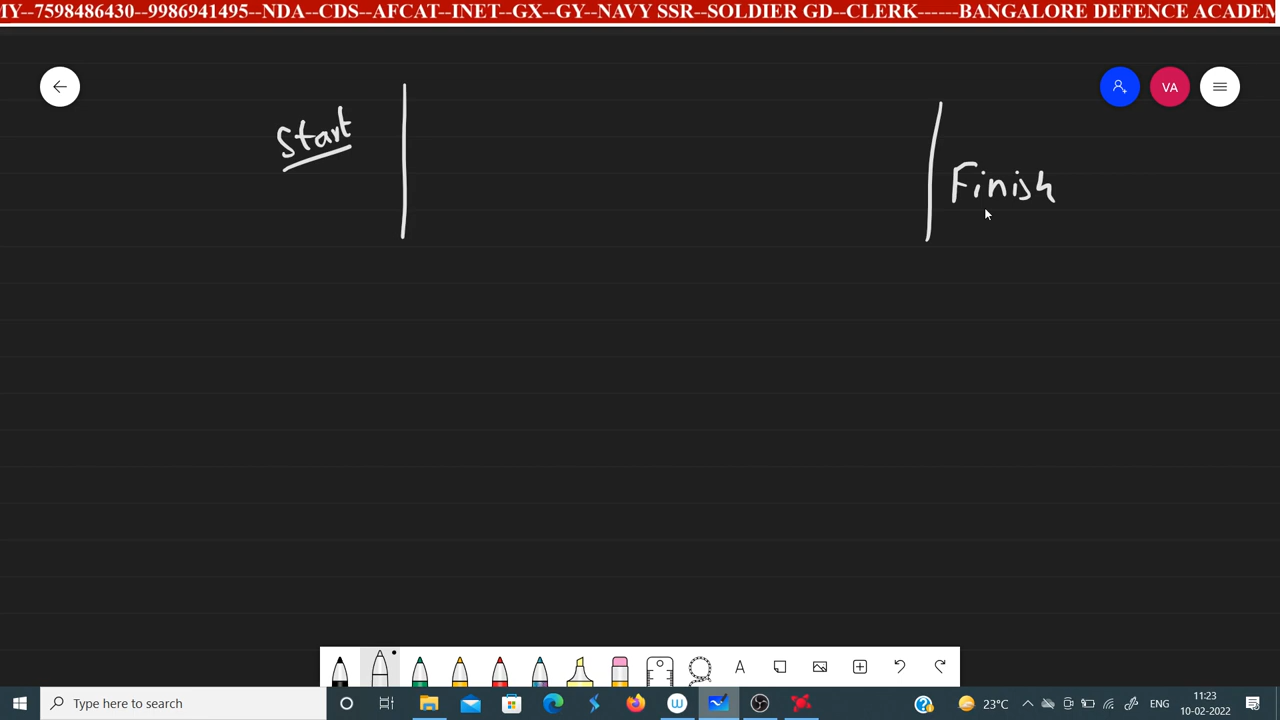 MY--7598486430--9986941495--NDA--CDS--AFCAT--INET--GX--GY--NAVY SSR--SOLDIER GD--CLERK------BANGALORE DEFENCE ACADEM
VA
Start
Finish
A
Type here to search
23°C
ENG
11:23
10-02-2022